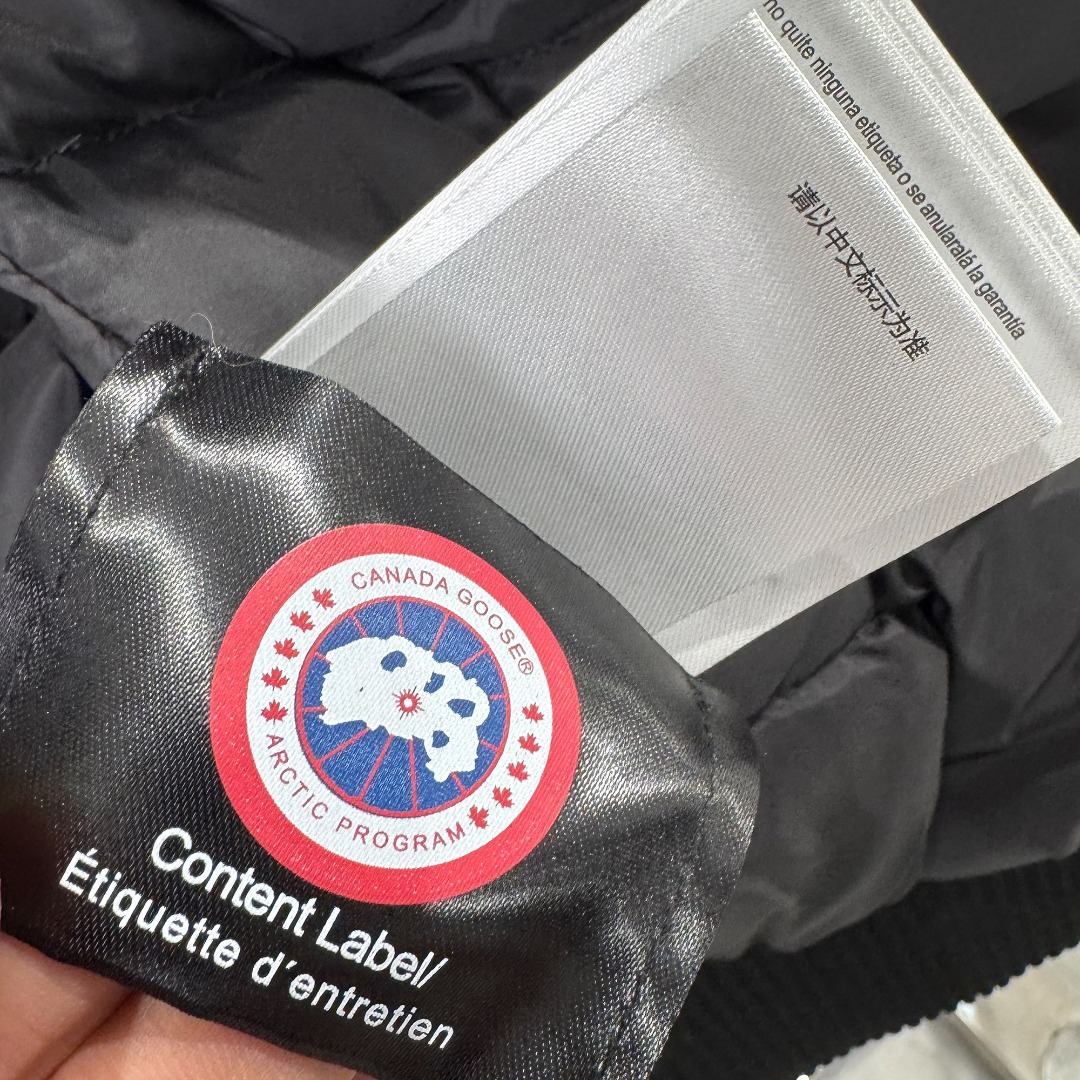 no quite ninguna etiqueta o se anularalá la garantía
请以中文标示为准
CANADA GOOSE®
ARCTIC PROGRAM
Content Label/
Étiquette d'entretien